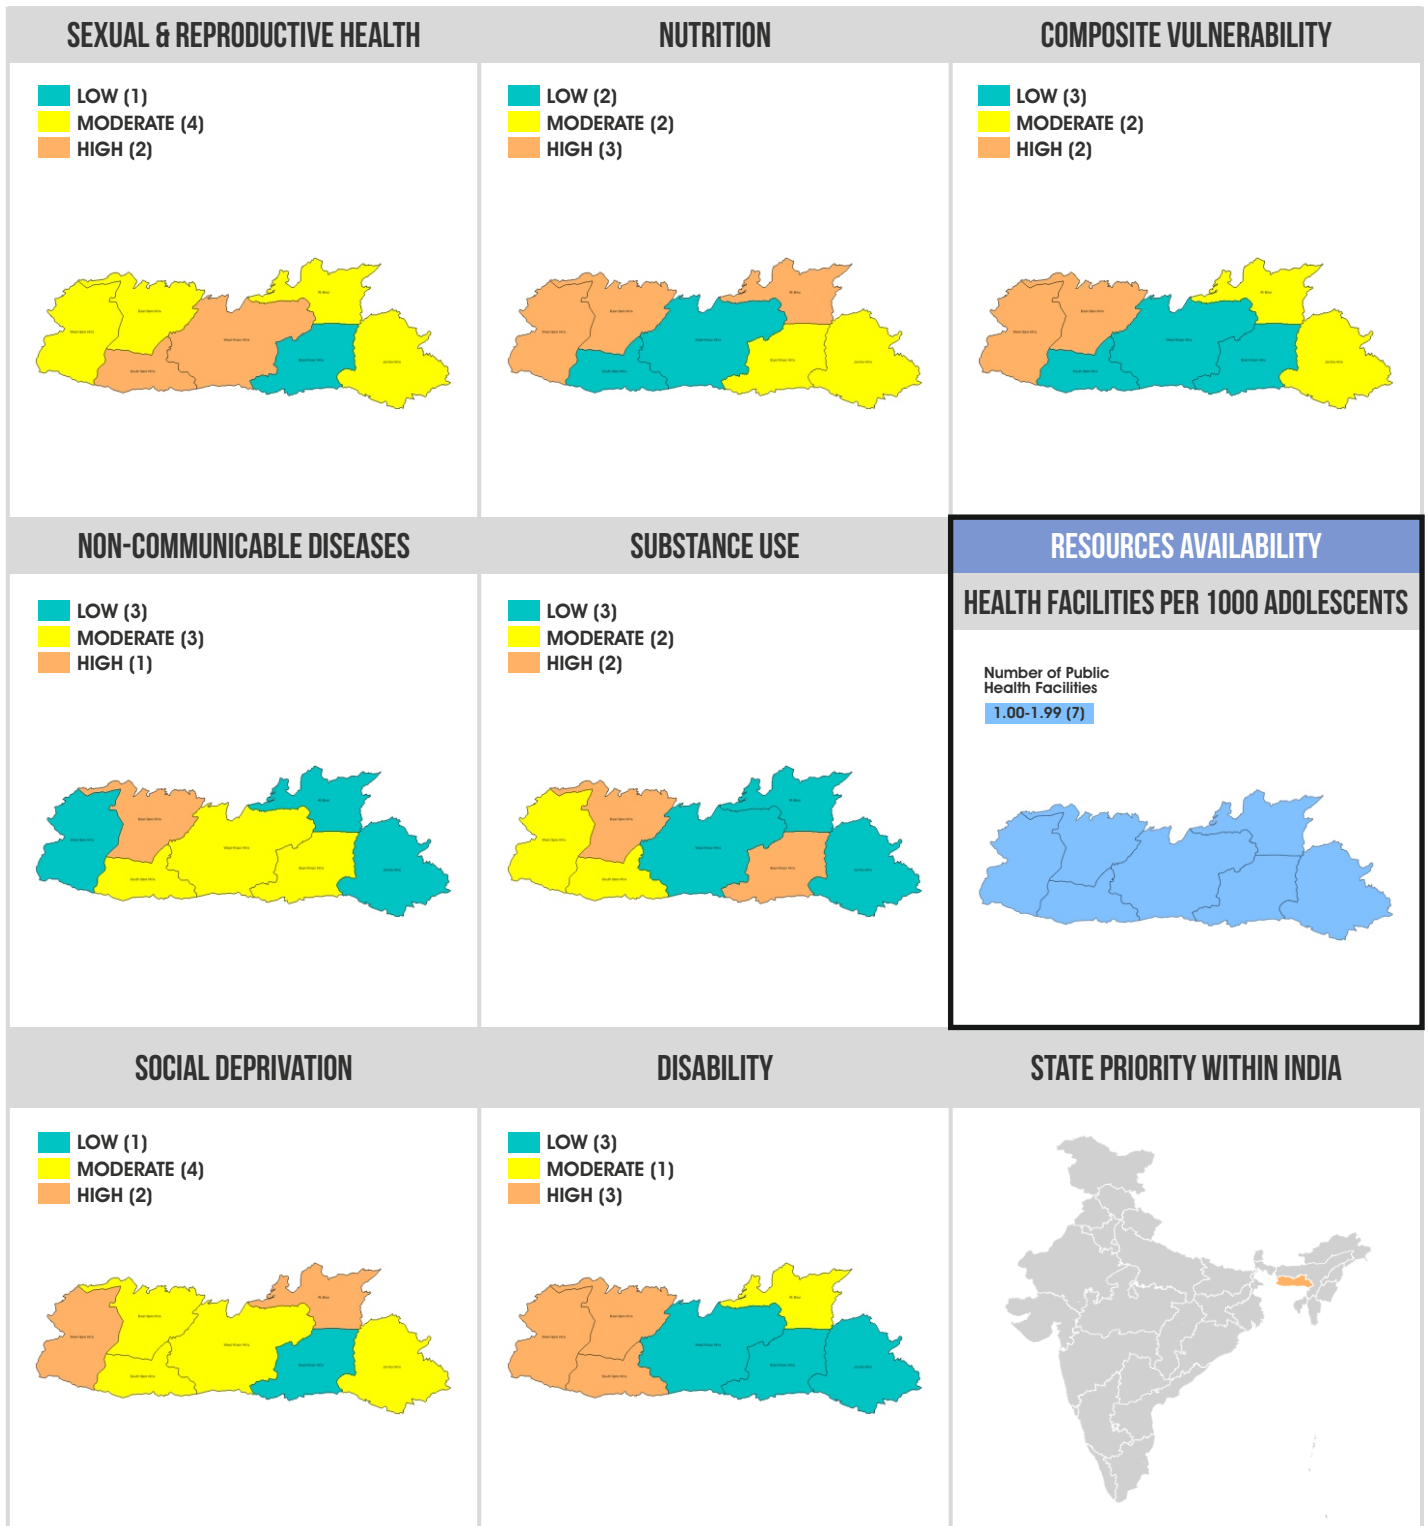 SEXUAL & REPRODUCTIVE HEALTH
LOW (1)
MODERATE (4)
HIGH (2)
NUTRITION
LOW (2)
MODERATE (2)
HIGH (3)
COMPOSITE VULNERABILITY
LOW (3)
MODERATE (2)
HIGH (2)
NON-COMMUNICABLE DISEASES
LOW (3)
MODERATE (3)
HIGH (1)
SUBSTANCE USE
LOW (3)
MODERATE (2)
HIGH (2)
RESOURCES AVAILABILITY
HEALTH FACILITIES PER 1000 ADOLESCENTS
Number of Public
Health Facilities
1.00-1.99 (7)
SOCIAL DEPRIVATION
LOW (1)
MODERATE (4)
HIGH (2)
DISABILITY
LOW (3)
MODERATE (1)
HIGH (3)
STATE PRIORITY WITHIN INDIA